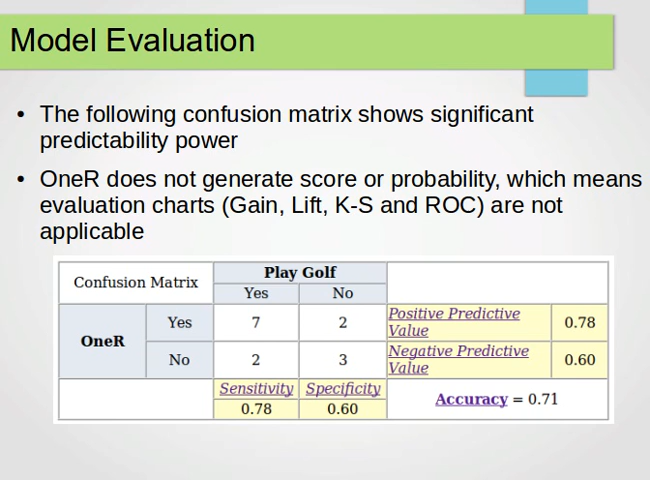 Model Evaluation
• The following confusion matrix shows significant
predictability power
• OneR does not generate score or probability, which means
evaluation charts (Gain, Lift, K-S and ROC) are not
applicable
Confusion Matrix
Play Golf
Yes No
OneR
Yes 7 2 Positive Predictive
Value 0.78
No 2 3 Negative Predictive
Value 0.60
Sensitivity Specificity
Accuracy = 0.71
0.78 0.60